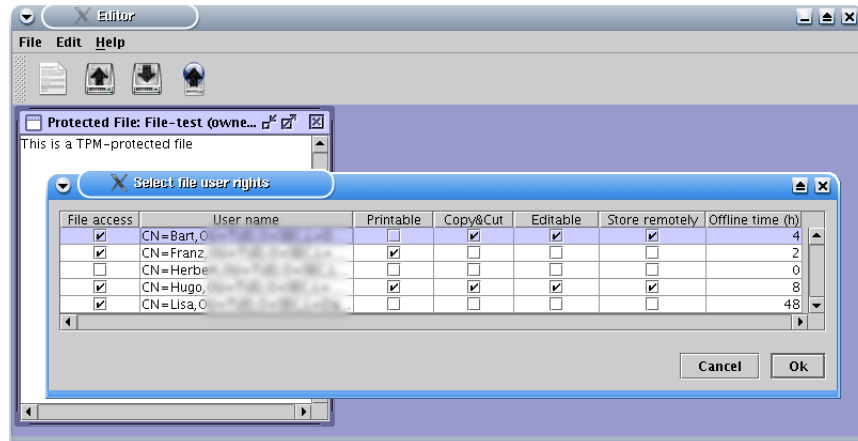 Editor
File Edit Help
Protected File: File-test (owne...
This is a TPM-protected file
Select file user rights
File access User name Printable Copy&Cut Editable Store remotely Offline time (h)
CN=Bart, 4
CN=Franz, 2
CN=Herbert, 0
CN=Hugo, 8
CN=Lisa, 48
Cancel Ok